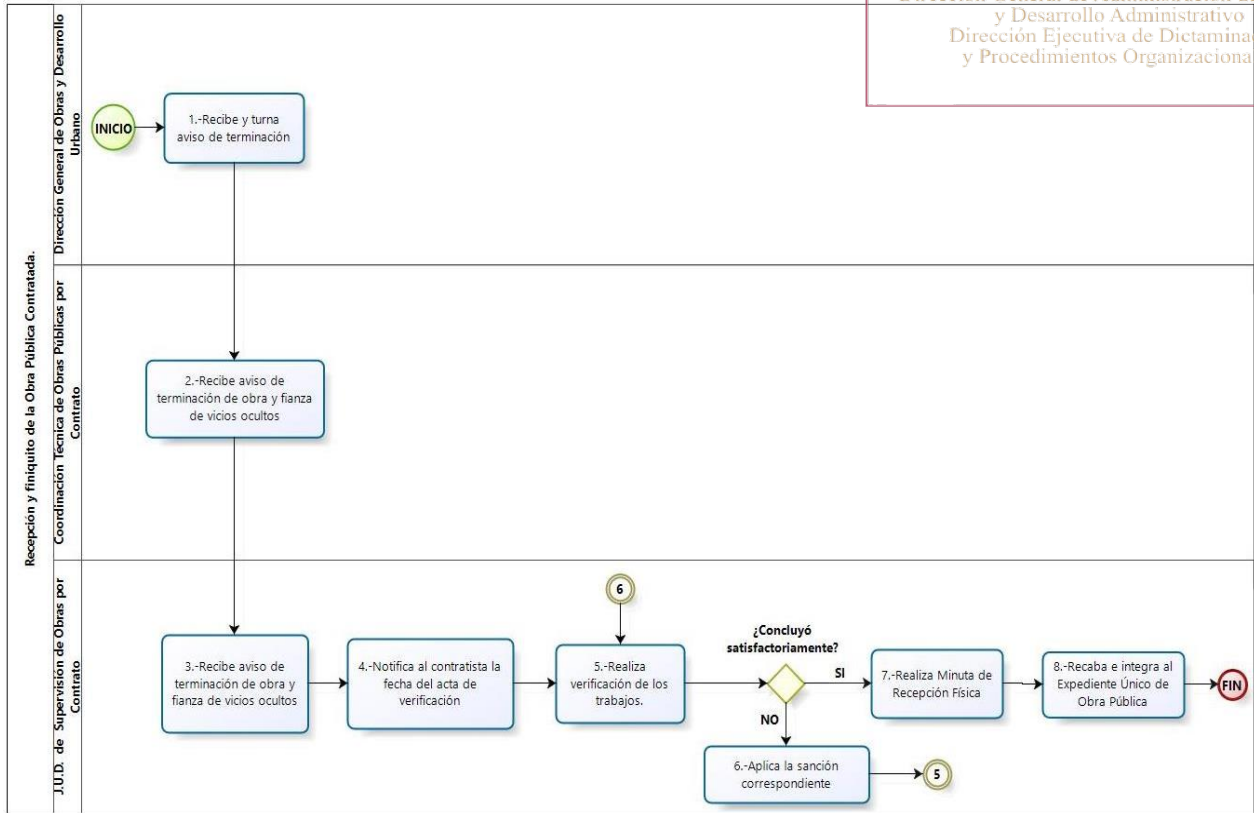 y Desarrollo Administrativo
Dirección Ejecutiva de
y Procedimientos
Recepción y finiquito de la Obra Pública Contratada.
Dirección General de Obras y Desarrollo
Urbano
INICIO
1.-Recibe y turna
aviso de terminación
Coordinación Técnica de Obras Públicas por
Contrato
2.-Recibe aviso de
terminación de obra y fianza
de vicios ocultos
J.U.D. de Supervisión de Obras por
Contrato
3.-Recibe aviso de
terminación de obra y
fianza de vicios ocultos
4.-Notifica al contratista la
fecha del acta de
verificación
6
5.-Realiza
verificación de los
trabajos.
¿Concluyó
satisfactoriamente?
SI
NO
6.-Aplica la sanción
correspondiente
5
7.-Realiza Minuta de
Recepción Física
8.-Recaba e integra al
Expediente Único de
Obra Pública
FIN